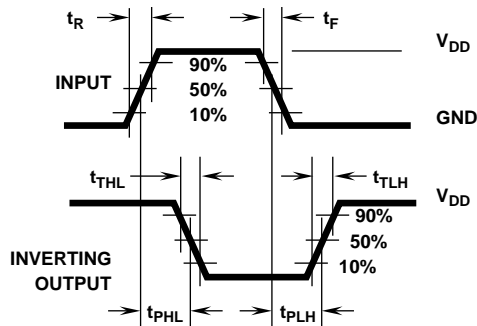 tR
tF
VDD
INPUT
90%
50%
10%
GND
tTHL
tTLH
VDD
90%
50%
10%
INVERTING
OUTPUT
tPHL
tPLH